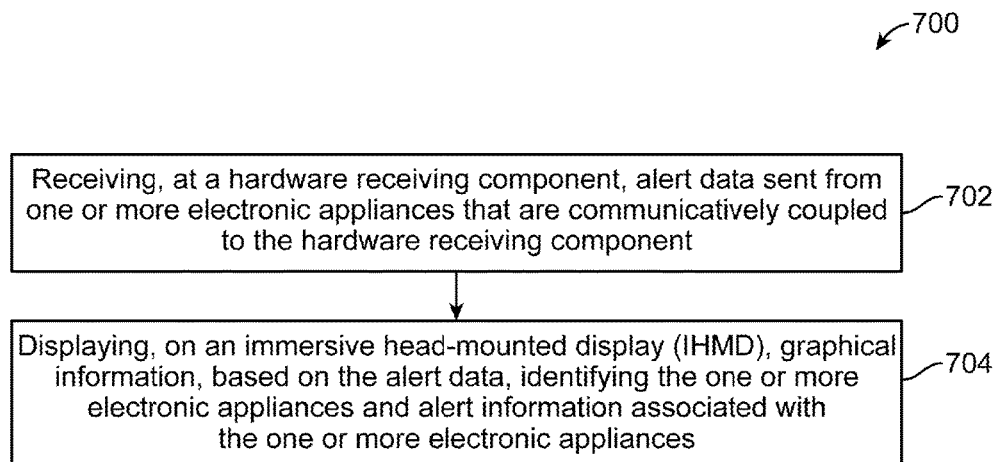 700
Receiving, at a hardware receiving component, alert data sent from
one or more electronic appliances that are communicatively coupled
to the hardware receiving component
702
Displaying, on an immersive head-mounted display (IHMD), graphical
information, based on the alert data, identifying the one or more
electronic appliances and alert information associated with
the one or more electronic appliances
704